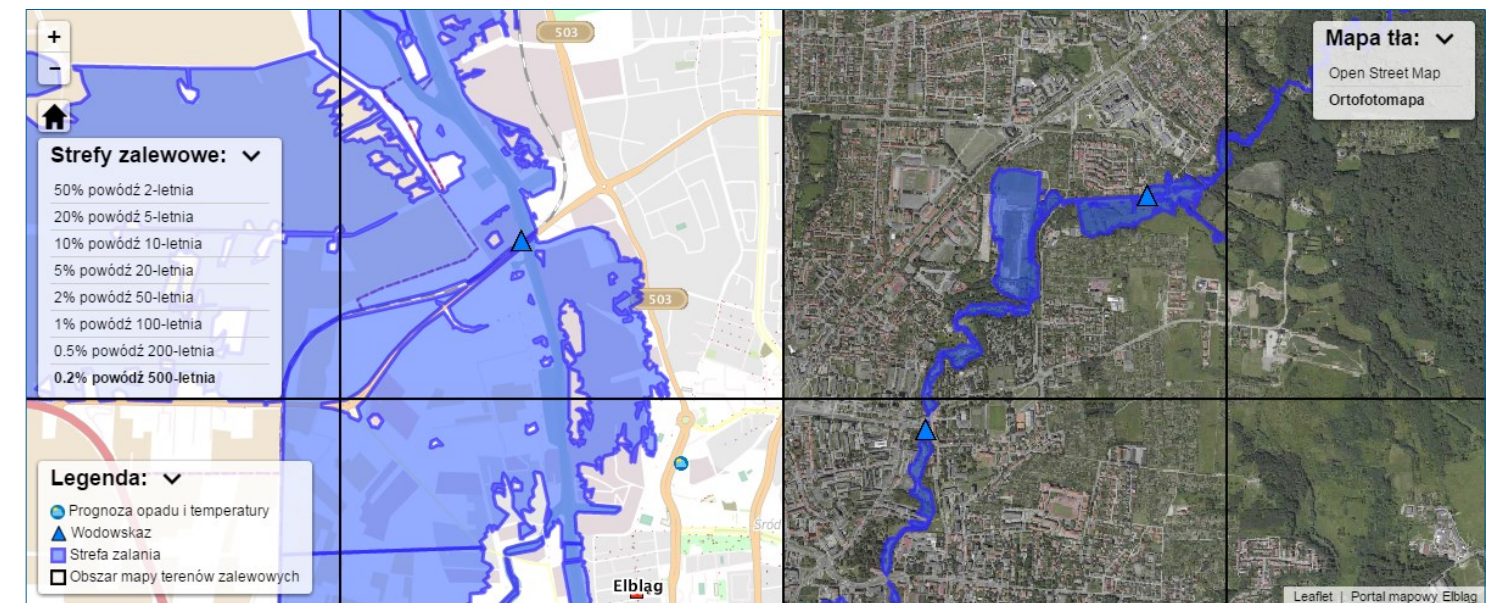 +
−
503
Mapa tła:
Open Street Map
Ortofotomapa
Strefy zalewowe:
50% powódź 2-letnia
20% powódź 5-letnia
10% powódź 10-letnia
5% powódź 20-letnia
2% powódź 50-letnia
1% powódź 100-letnia
0.5% powódź 200-letnia
0.2% powódź 500-letnia
503
Legenda:
Prognoza opadu i temperatury
Wodowskaz
Strefa zalania
Obszar mapy terenów zalewowych
Elbląg
Leaflet | Portal mapowy Elbląg